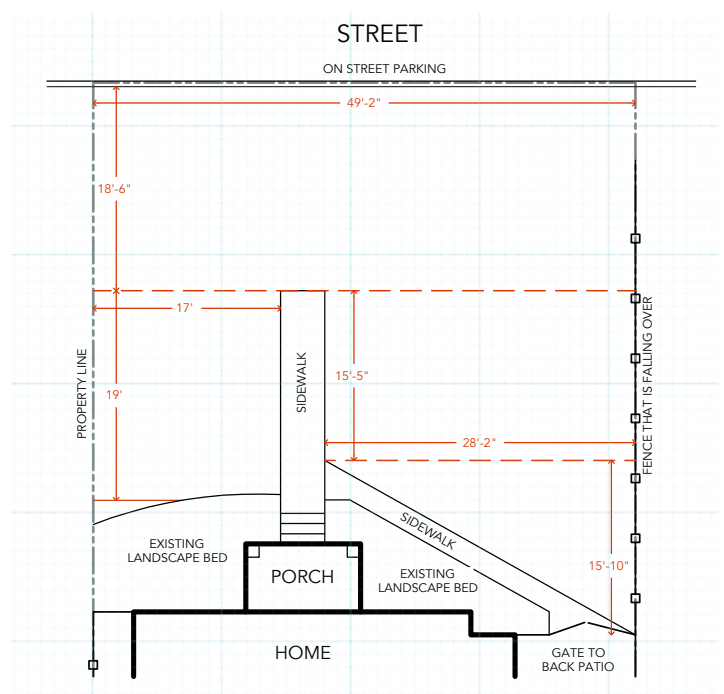 STREET
ON STREET PARKING
49'-2"
18'-6"
17'
PROPERTY LINE
SIDEWALK
15'-5"
FENCE THAT IS FALLING OVER
19'
28'-2"
SIDEWALK
EXISTING
LANDSCAPE BED
15'-10"
PORCH
EXISTING
LANDSCAPE BED
HOME
GATE TO
BACK PATIO